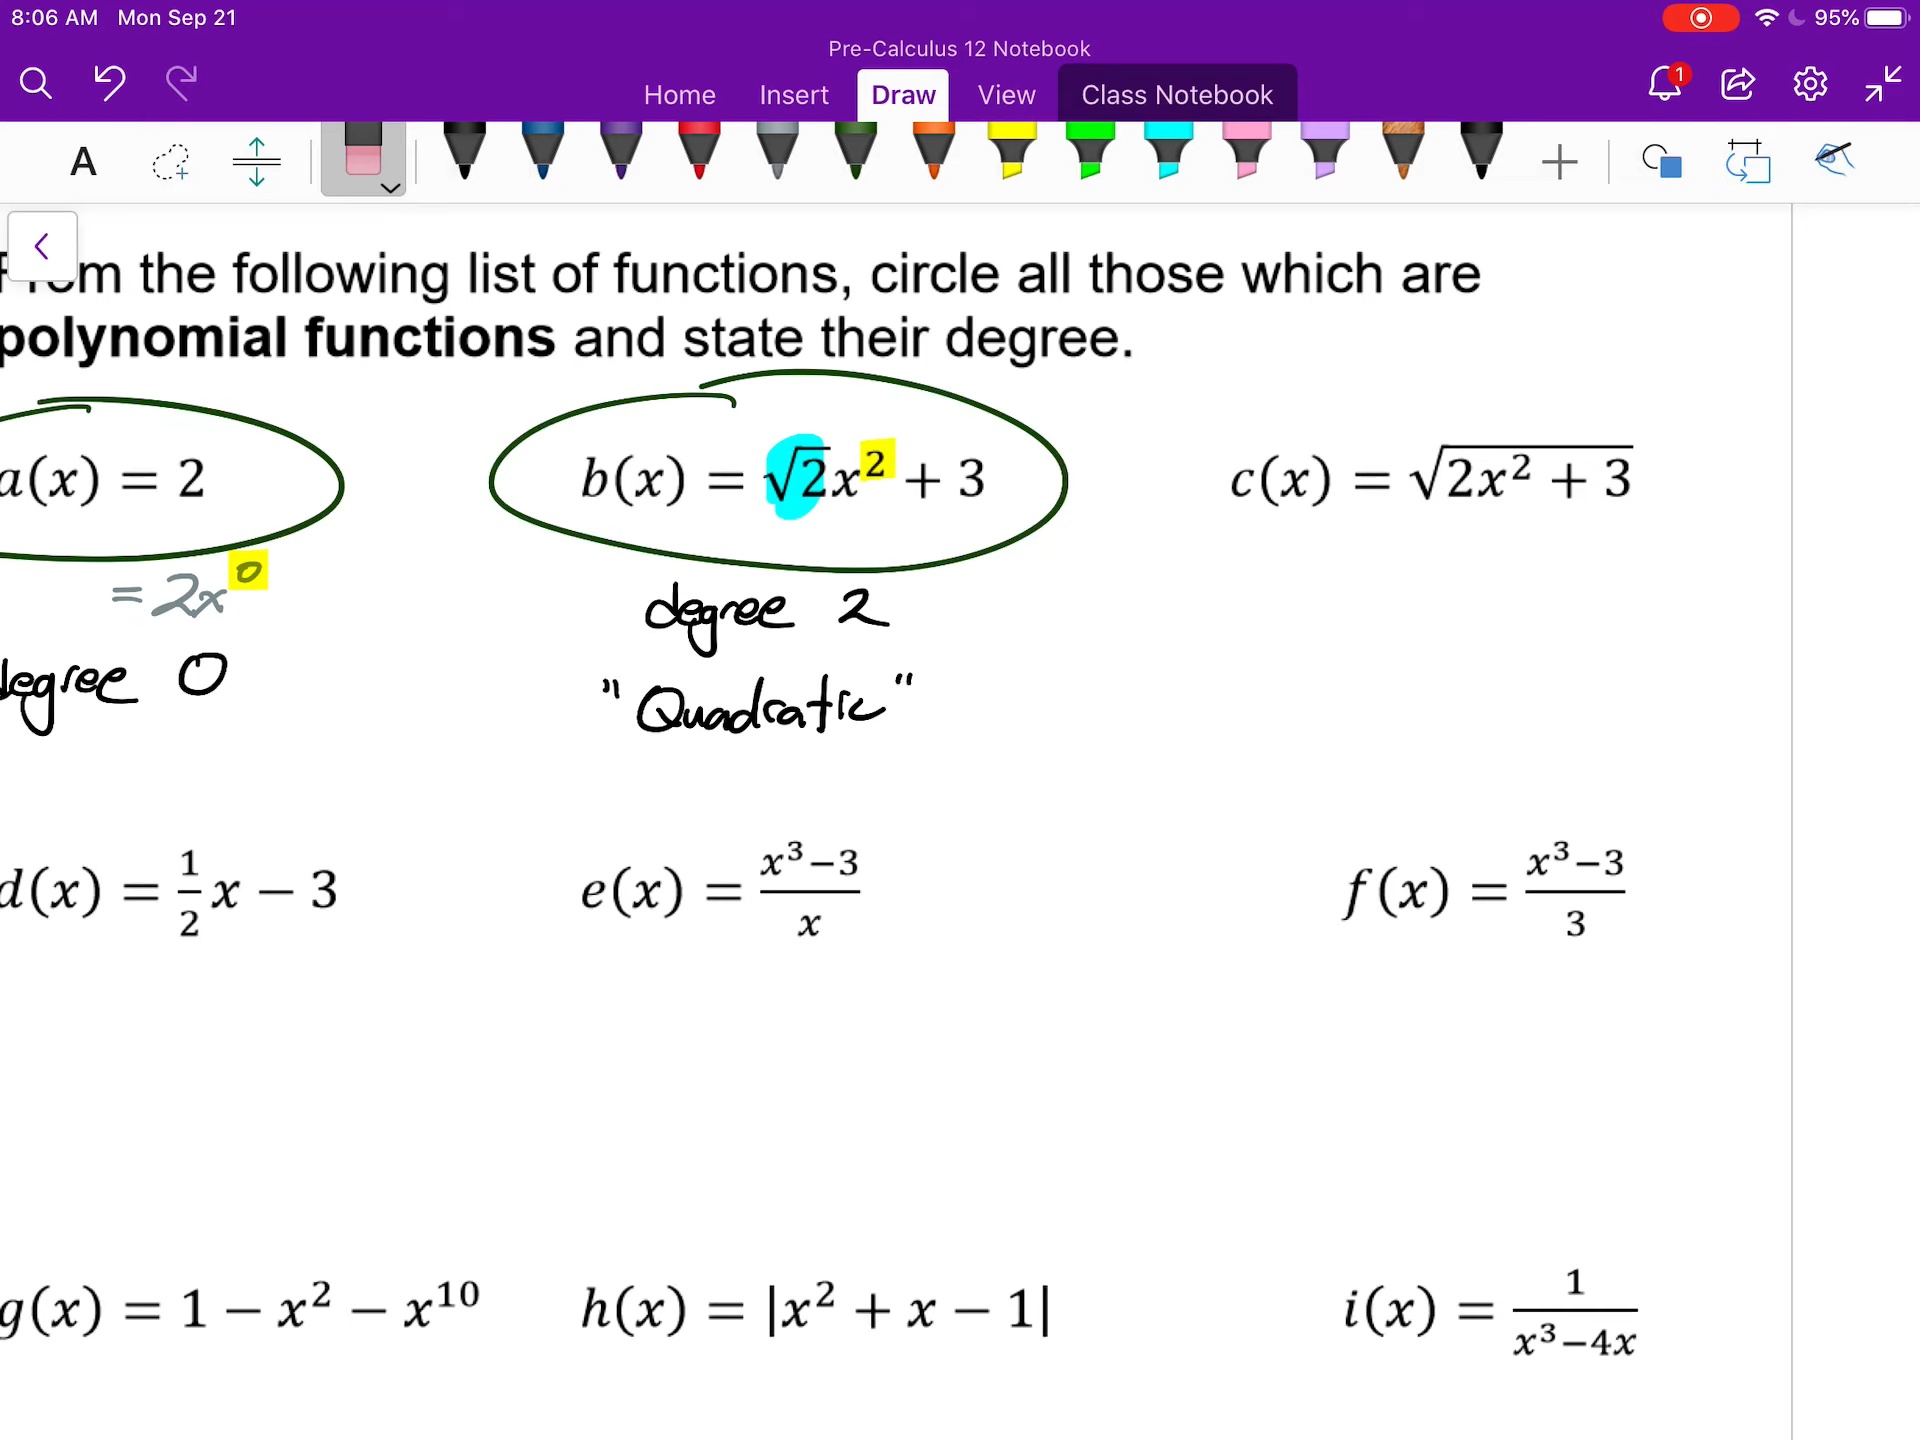 8:06 AM Mon Sep 21
95%
Pre-Calculus 12 Notebook
Home Insert Draw View Class Notebook
1
A
m the following list of functions, circle all those which are
polynomial functions and state their degree.
a(x) = 2
b(x) = √2x² + 3
c(x) = √(2x² + 3)
= 2x⁰
degree 2
degree 0
"Quadratic"
d(x) = 1/2 x − 3
e(x) = (x³−3)/x
f(x) = (x³−3)/3
g(x) = 1 − x² − x¹⁰
h(x) = |x² + x − 1|
i(x) = 1/(x³−4x)